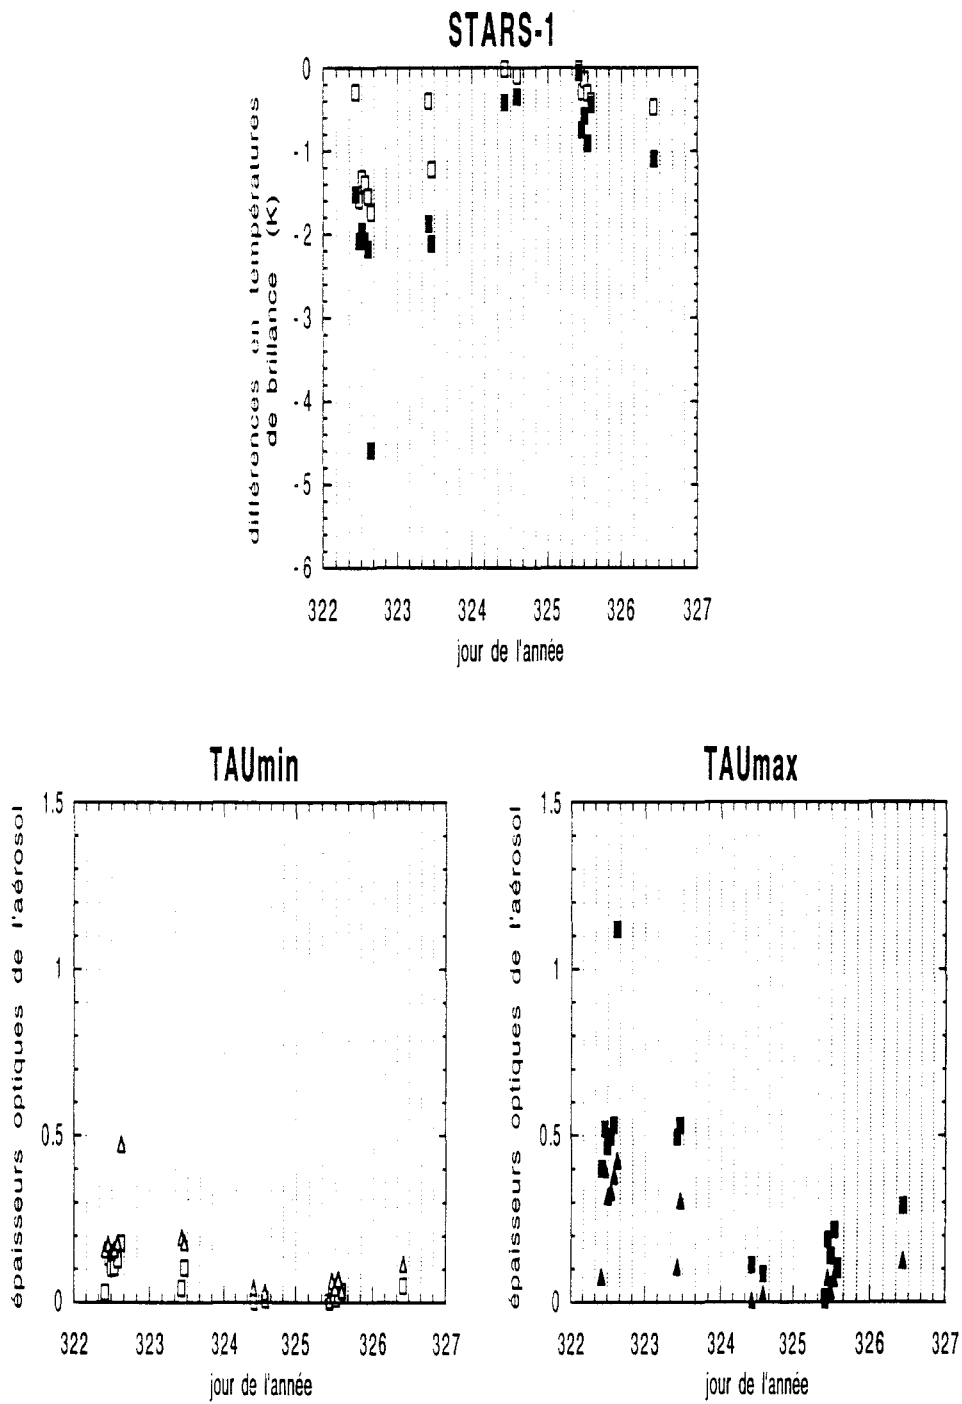 STARS-1
différences en températures
de brillance (K)
0
-1
-2
-3
-4
-5
-6
322 323 324 325 326 327
jour de l'année
TAUmin
épaisseurs optiques de l'aérosol
1.5
1
0.5
0
322 323 324 325 326 327
jour de l'année
TAUmax
épaisseurs optiques de l'aérosol
1.5
1
0.5
0
322 323 324 325 326 327
jour de l'année